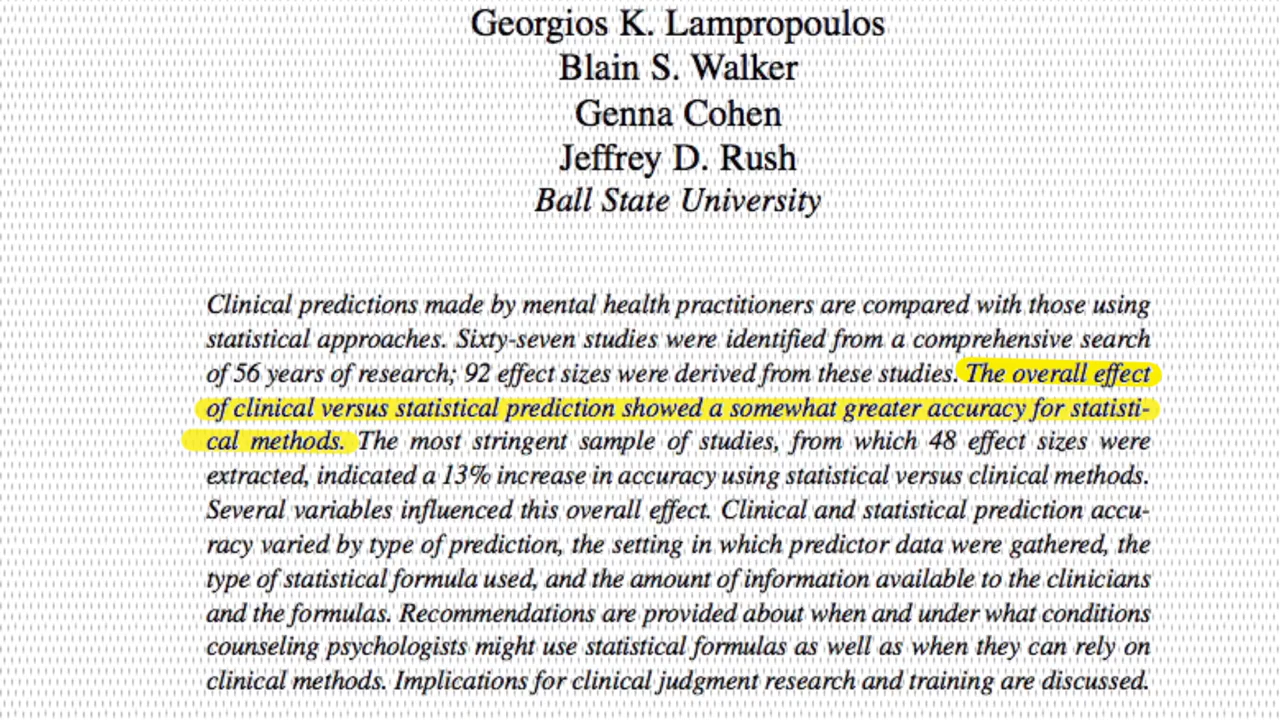 Georgios K. Lampropoulos
Blain S. Walker
Genna Cohen
Jeffrey D. Rush
Ball State University
Clinical predictions made by mental health practitioners are compared with those using
statistical approaches. Sixty-seven studies were identified from a comprehensive search
of 56 years of research; 92 effect sizes were derived from these studies. The overall effect
of clinical versus statistical prediction showed a somewhat greater accuracy for statisti-
cal methods. The most stringent sample of studies, from which 48 effect sizes were
extracted, indicated a 13% increase in accuracy using statistical versus clinical methods.
Several variables influenced this overall effect. Clinical and statistical prediction accu-
racy varied by type of prediction, the setting in which predictor data were gathered, the
type of statistical formula used, and the amount of information available to the clinicians
and the formulas. Recommendations are provided about when and under what conditions
counseling psychologists might use statistical formulas as well as when they can rely on
clinical methods. Implications for clinical judgment research and training are discussed.